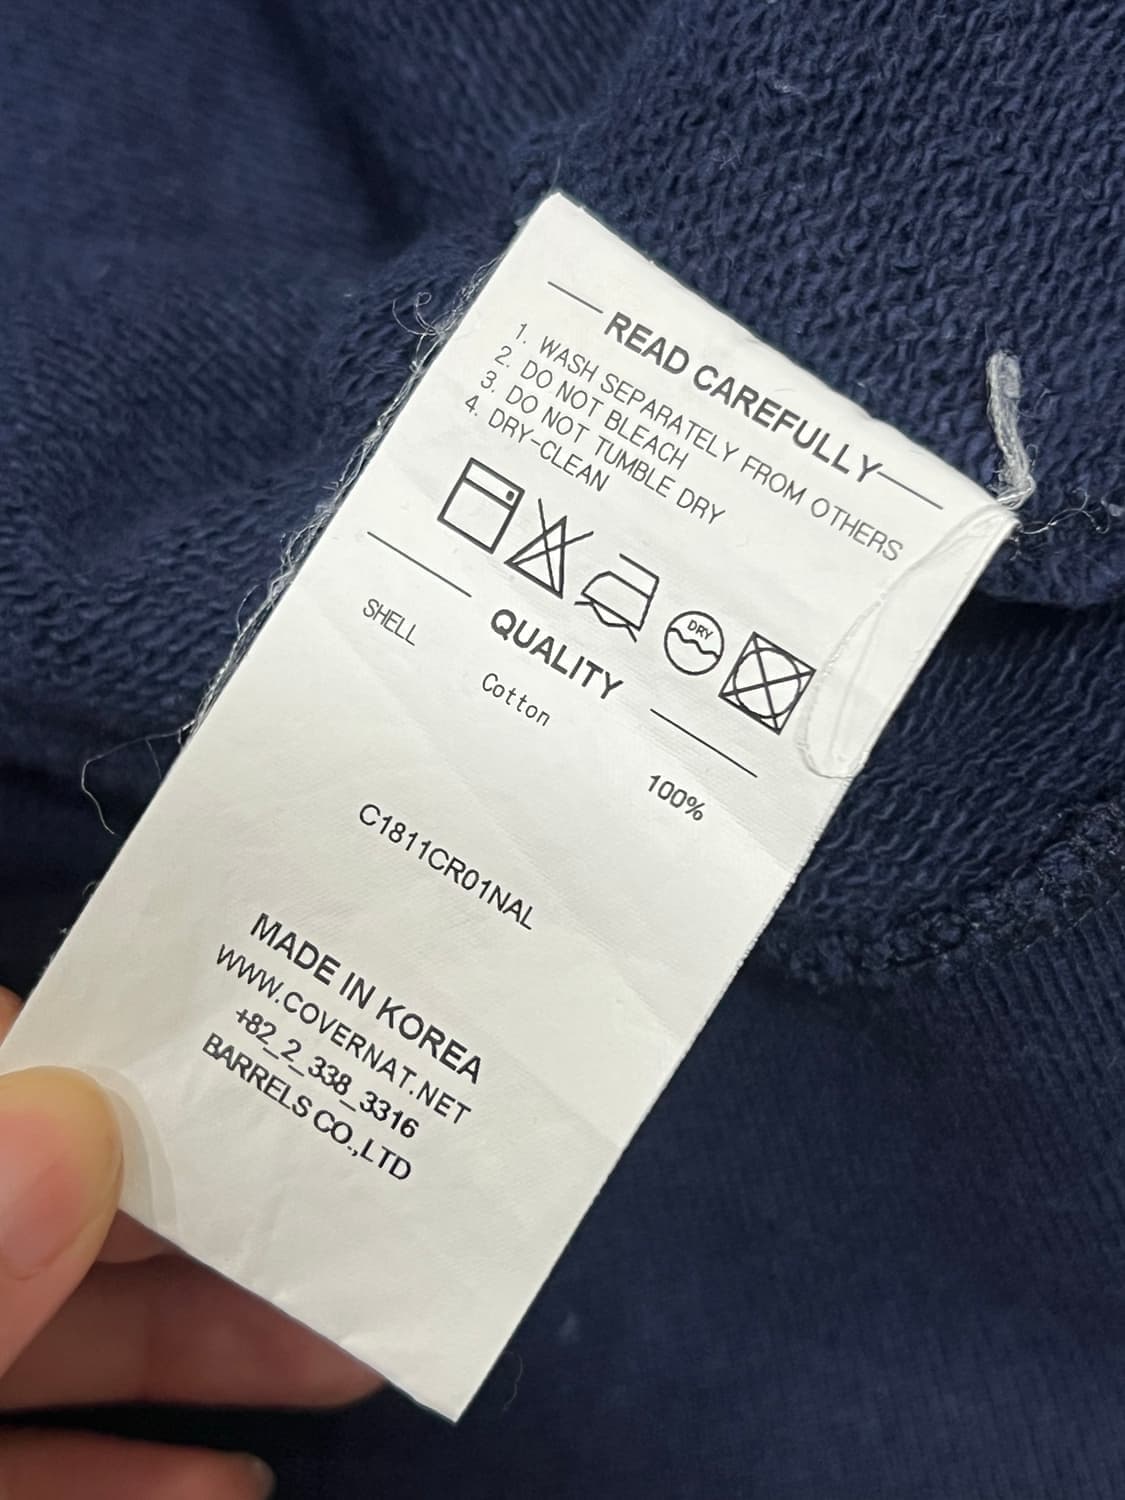 READ CAREFULLY
1. WASH SEPARATELY FROM OTHERS
2. DO NOT BLEACH
3. DO NOT TUMBLE DRY
4. DRY-CLEAN
DRY
QUALITY
SHELL Cotton 100%
C1811CR01NAL
MADE IN KOREA
WWW.COVERNAT.NET
+82_2_338_3316
BARRELS CO.,LTD